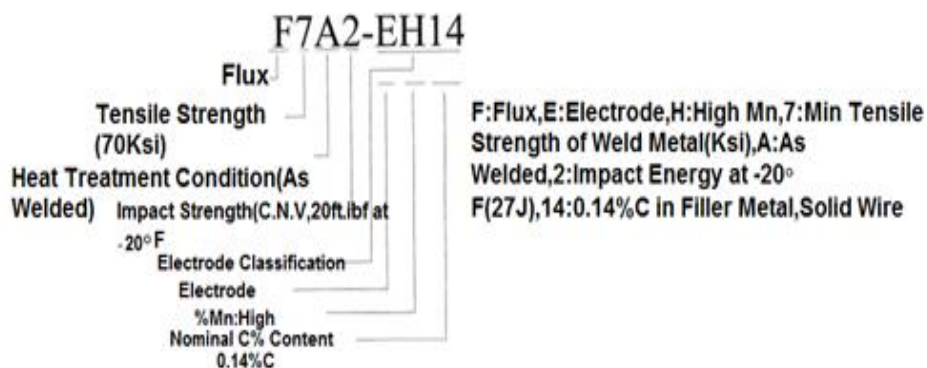 F7A2-EH14
Flux
Tensile Strength
(70Ksi)
Heat Treatment Condition(As
Welded)
Impact Strength(C.N.V,20ft.ibf at
-20° F
Electrode Classification
Electrode
%Mn:High
Nominal C% Content
0.14%C
F:Flux,E:Electrode,H:High Mn,7:Min Tensile
Strength of Weld Metal(Ksi),A:As
Welded,2:Impact Energy at -20°
F(27J),14:0.14%C in Filler Metal,Solid Wire